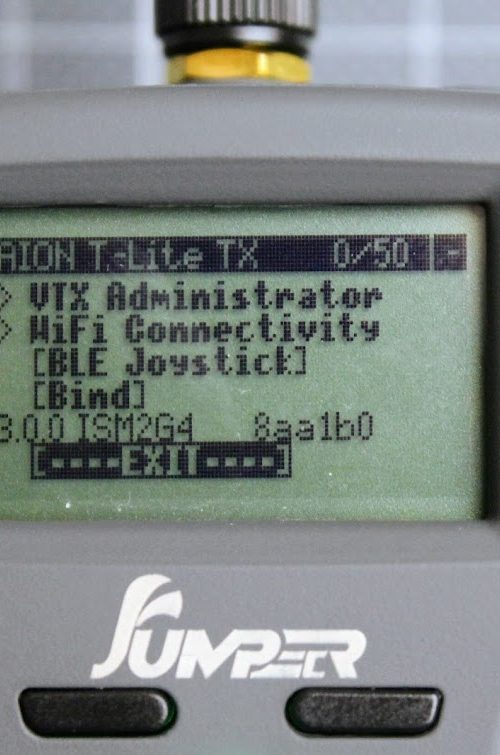 AION T-Lite TX 0/50 -
> VTX Administrator
> WiFi Connectivity
[BLE Joystick]
[Bind]
3.0.0 ISM2G4 8aa1b0
[----EXIT----]
JUMPER